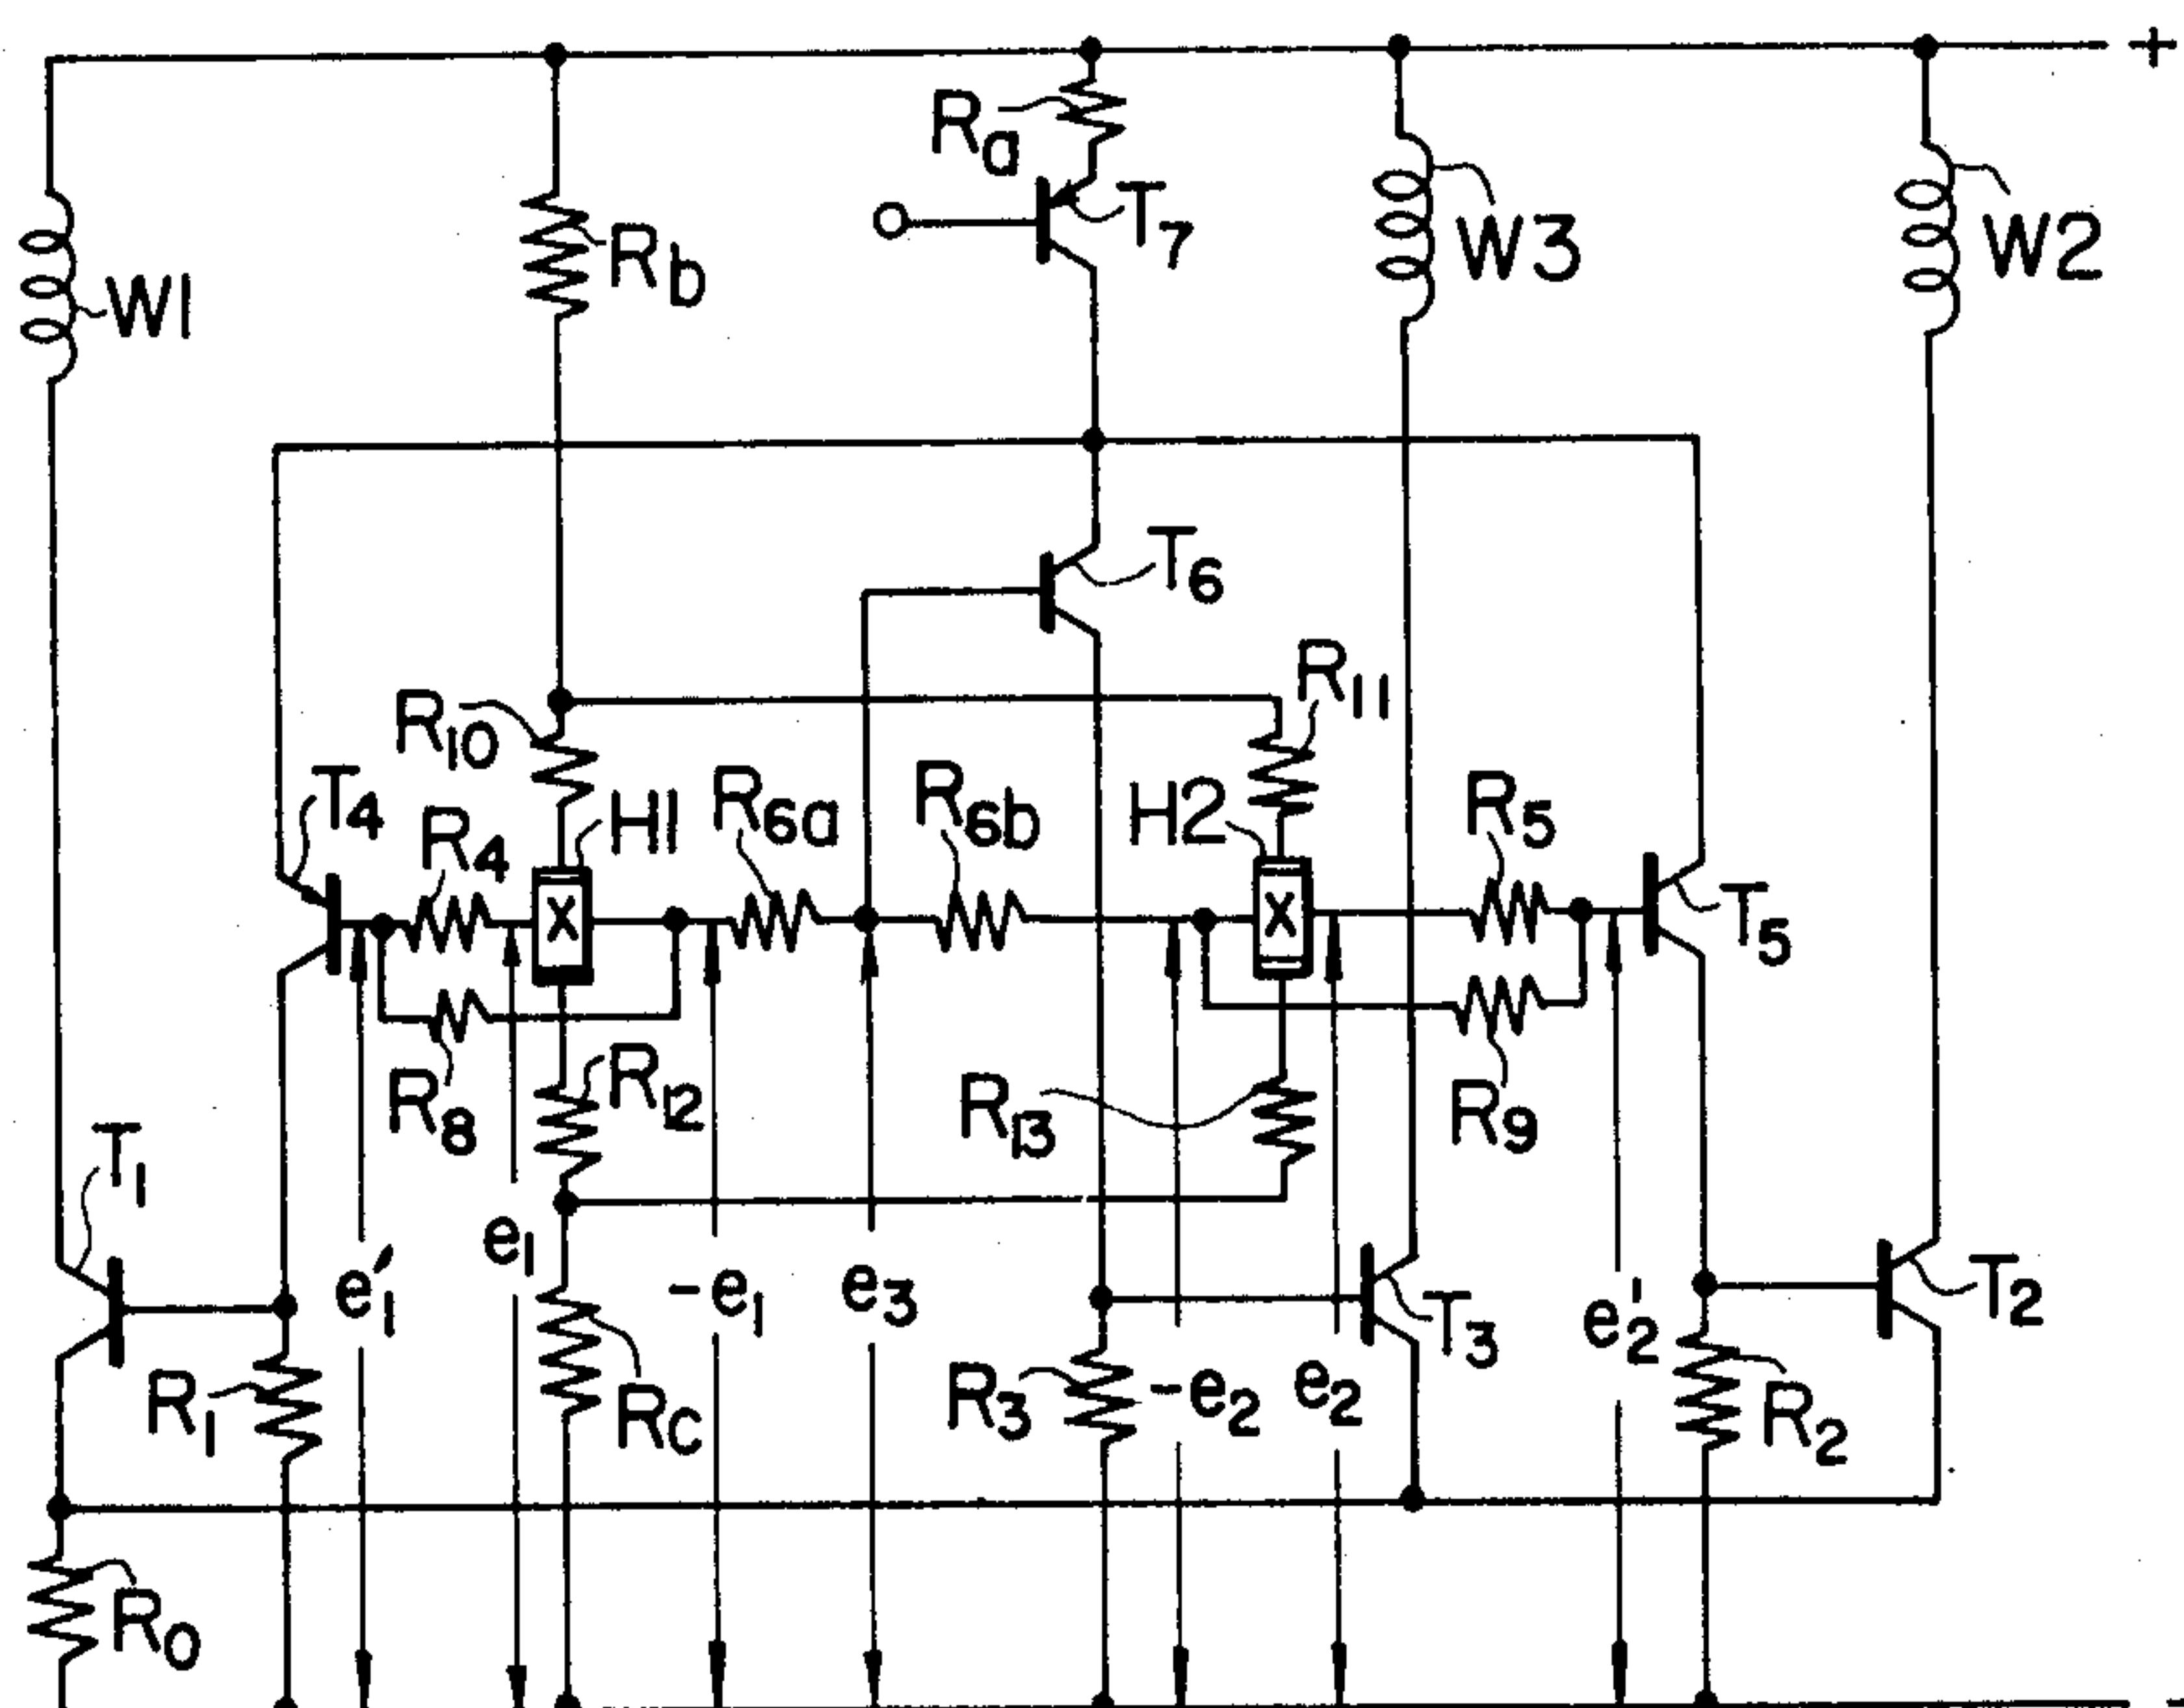 +
Ra
T7
Rb
W3
W2
W1
T6
R11
R10
T4
R4
H1
R6a
R6b
H2
R5
T5
X
X
R8
R12
R13
R9
T1
e'1
e1
-e1
e3
T3
e'2
T2
R1
Rc
R3
-e2
e2
R2
Ro